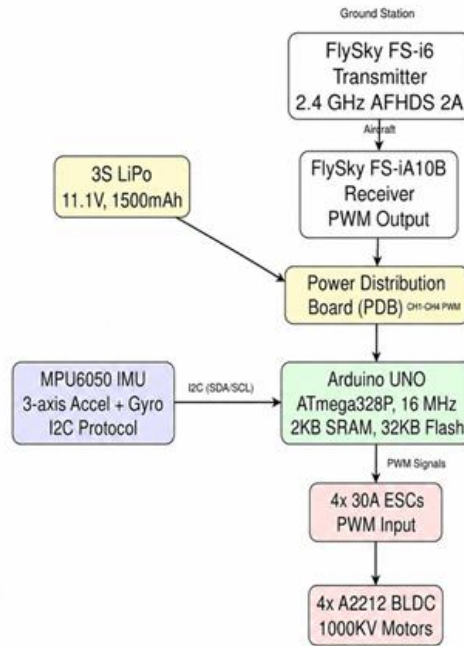 Ground Station
FlySky FS-i6
Transmitter
2.4 GHz AFHDS 2A
Aircraft
FlySky FS-iA10B
Receiver
PWM Output
3S LiPo
11.1V, 1500mAh
Power Distribution
Board (PDB) CH1-CH4 PWM
MPU6050 IMU
3-axis Accel + Gyro
I2C Protocol
I2C (SDA/SCL)
Arduino UNO
ATmega328P, 16 MHz
2KB SRAM, 32KB Flash
PWM Signals
4x 30A ESCs
PWM Input
4x A2212 BLDC
1000KV Motors